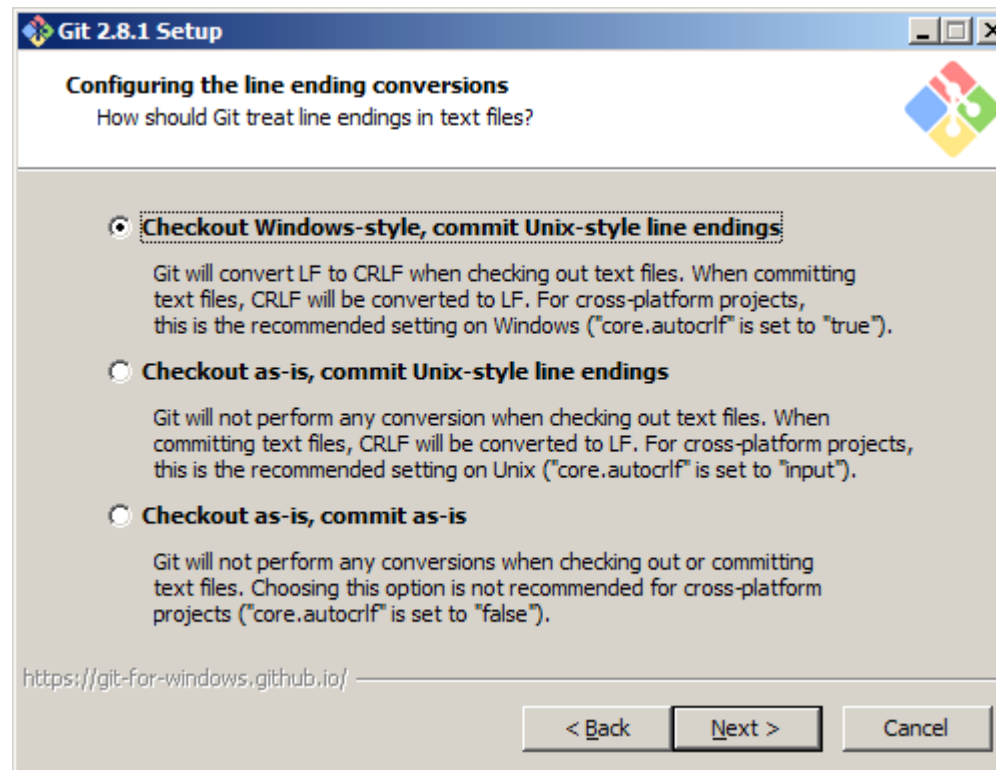 Git 2.8.1 Setup
Configuring the line ending conversions
How should Git treat line endings in text files?
Checkout Windows-style, commit Unix-style line endings
Git will convert LF to CRLF when checking out text files. When committing
text files, CRLF will be converted to LF. For cross-platform projects,
this is the recommended setting on Windows ("core.autocrlf" is set to "true").
Checkout as-is, commit Unix-style line endings
Git will not perform any conversion when checking out text files. When
committing text files, CRLF will be converted to LF. For cross-platform projects,
this is the recommended setting on Unix ("core.autocrlf" is set to "input").
Checkout as-is, commit as-is
Git will not perform any conversions when checking out or committing
text files. Choosing this option is not recommended for cross-platform
projects ("core.autocrlf" is set to "false").
https://git-for-windows.github.io/
< Back
Next >
Cancel